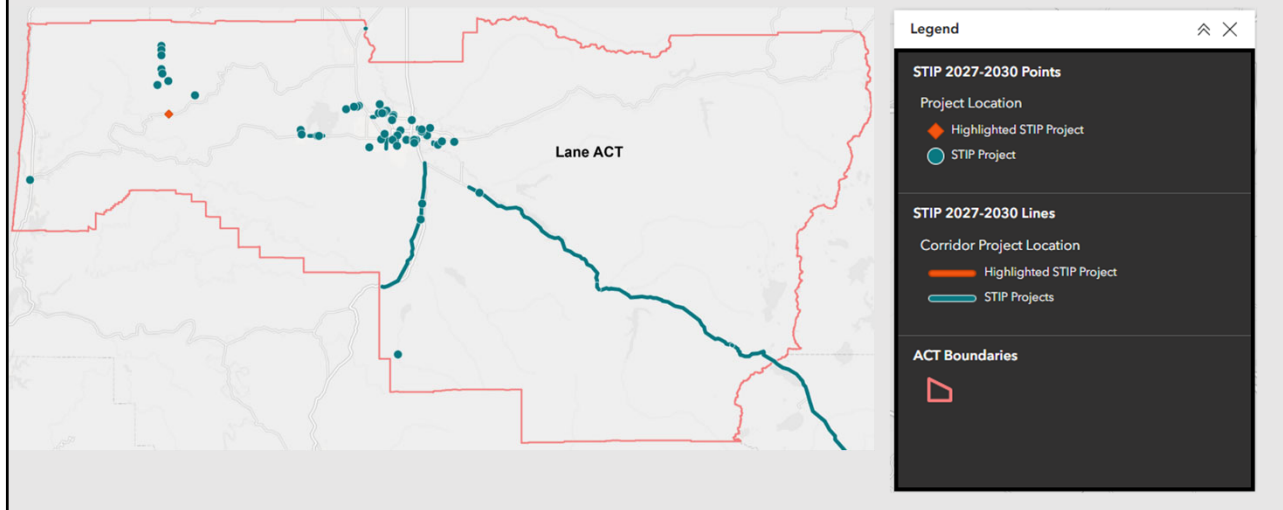 Lane ACT
Legend
STIP 2027-2030 Points
Project Location
Highlighted STIP Project
STIP Project
STIP 2027-2030 Lines
Corridor Project Location
Highlighted STIP Project
STIP Projects
ACT Boundaries